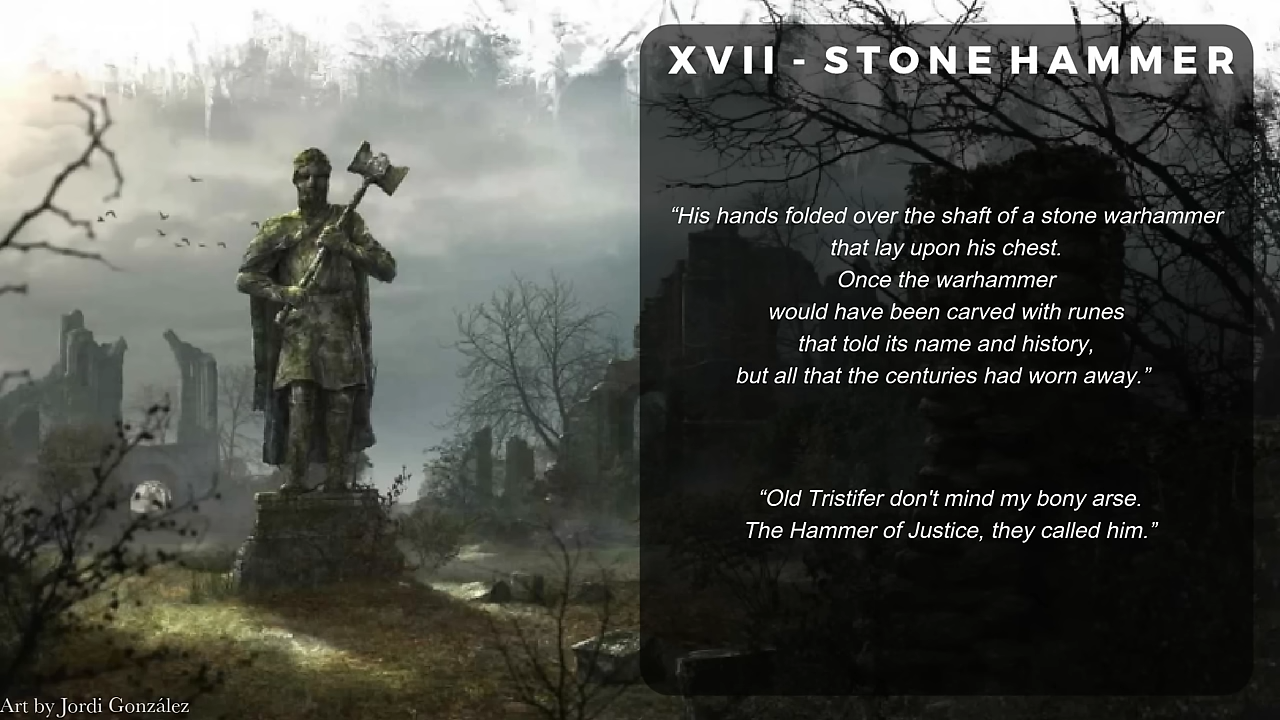 XVII - STONE HAMMER
“His hands folded over the shaft of a stone warhammer
that lay upon his chest.
Once the warhammer
would have been carved with runes
that told its name and history,
but all that the centuries had worn away.”
“Old Tristifer don't mind my bony arse.
The Hammer of Justice, they called him.”
Art by Jordi González